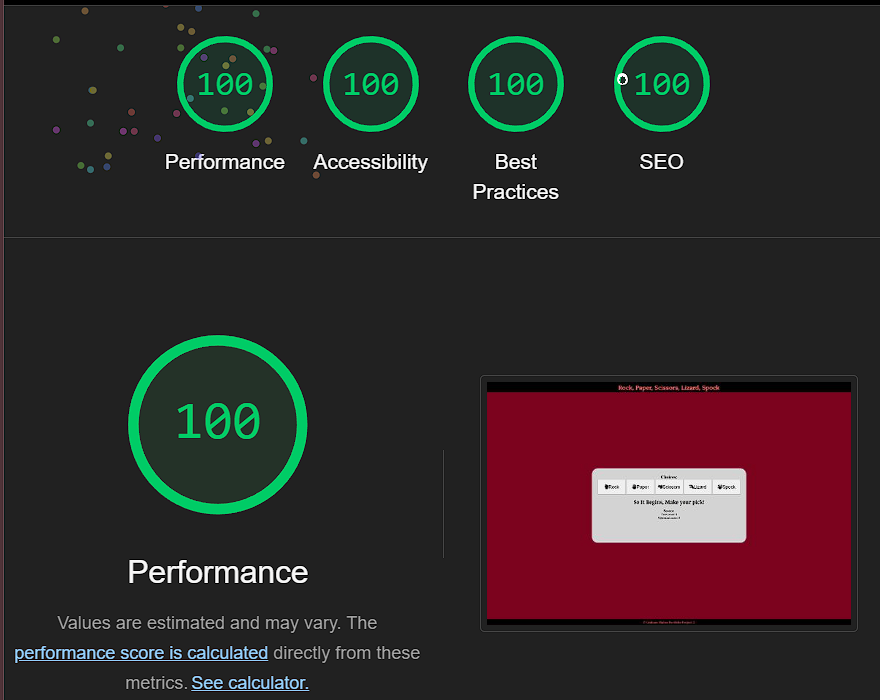 100 100 100 100
Performance Accessibility Best Practices SEO
100
Performance
Values are estimated and may vary. The
performance score is calculated directly from these
metrics. See calculator.
Rock, Paper, Scissors, Lizard, Spock
Choices:
Rock Paper Scissors Lizard Spock
So It Begins, Make your pick!